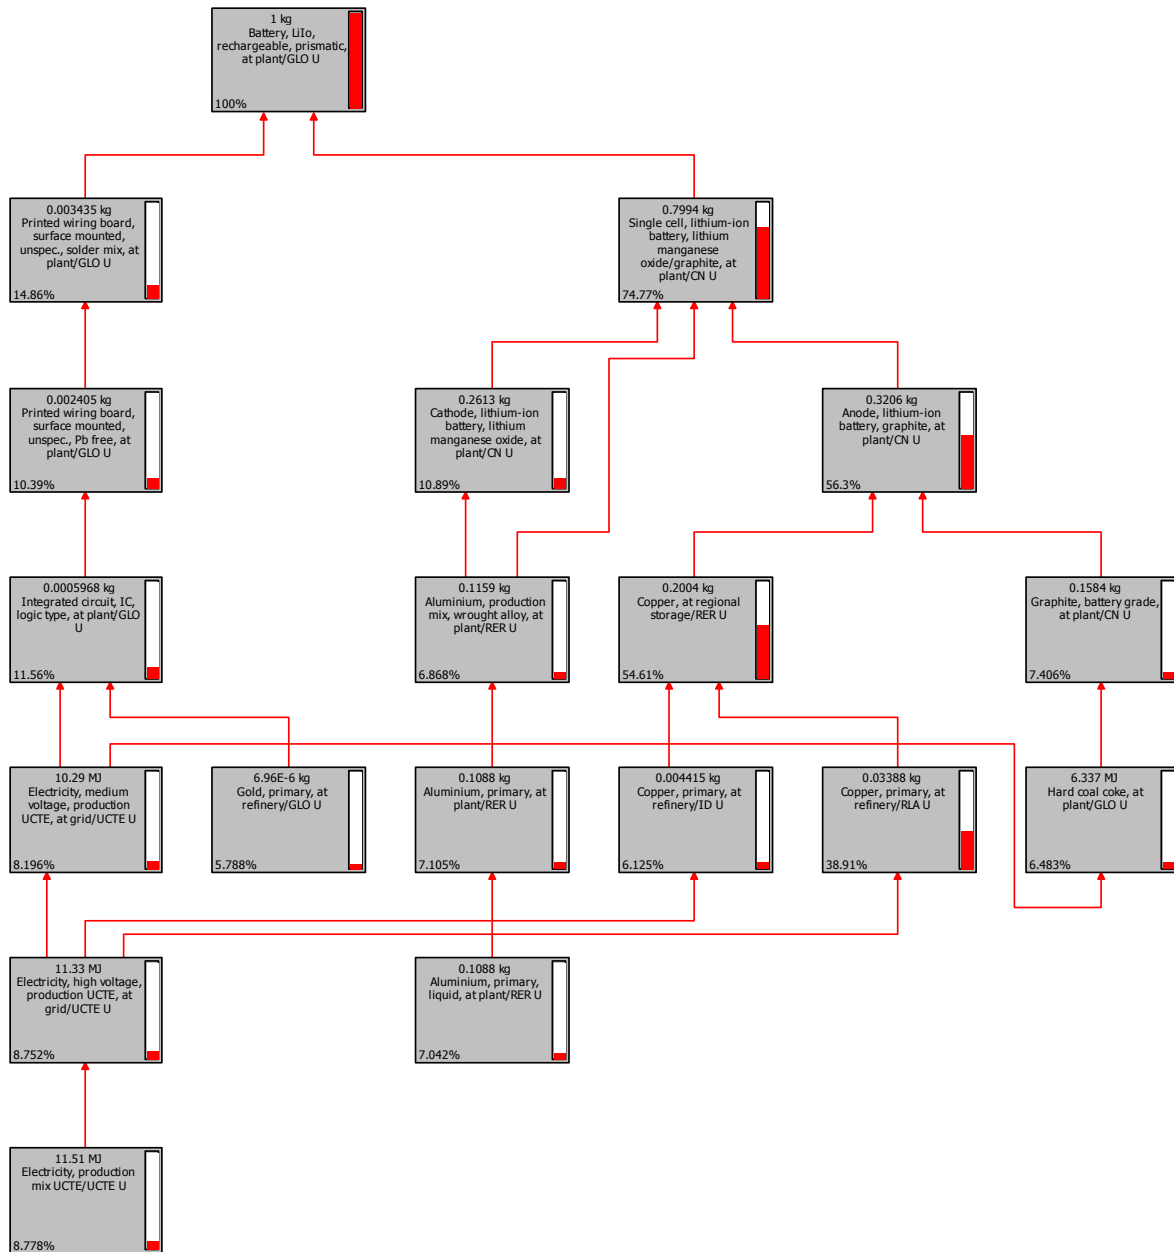 1 kg
Battery, LiIo,
rechargeable, prismatic,
at plant/GLO U
100%
0.003435 kg
Printed wiring board,
surface mounted,
unspec., solder mix, at
plant/GLO U
14.86%
0.7994 kg
Single cell, lithium-ion
battery, lithium
manganese
oxide/graphite, at
plant/CN U
74.77%
0.002405 kg
Printed wiring board,
surface mounted,
unspec., Pb free, at
plant/GLO U
10.39%
0.2613 kg
Cathode, lithium-ion
battery, lithium
manganese oxide, at
plant/CN U
10.89%
0.3206 kg
Anode, lithium-ion
battery, graphite, at
plant/CN U
56.3%
0.0005968 kg
Integrated circuit, IC,
logic type, at plant/GLO
U
11.56%
0.1159 kg
Aluminium, production
mix, wrought alloy, at
plant/RER U
6.868%
0.2004 kg
Copper, at regional
storage/RER U
54.61%
0.1584 kg
Graphite, battery grade,
at plant/CN U
7.406%
10.29 MJ
Electricity, medium
voltage, production
UCTE, at grid/UCTE U
8.196%
6.96E-6 kg
Gold, primary, at
refinery/GLO U
5.788%
0.1088 kg
Aluminium, primary, at
plant/RER U
7.105%
0.004415 kg
Copper, primary, at
refinery/ID U
6.125%
0.03388 kg
Copper, primary, at
refinery/RLA U
38.91%
6.337 MJ
Hard coal coke, at
plant/GLO U
6.483%
11.33 MJ
Electricity, high voltage,
production UCTE, at
grid/UCTE U
8.752%
0.1088 kg
Aluminium, primary,
liquid, at plant/RER U
7.042%
11.51 MJ
Electricity, production
mix UCTE/UCTE U
8.778%